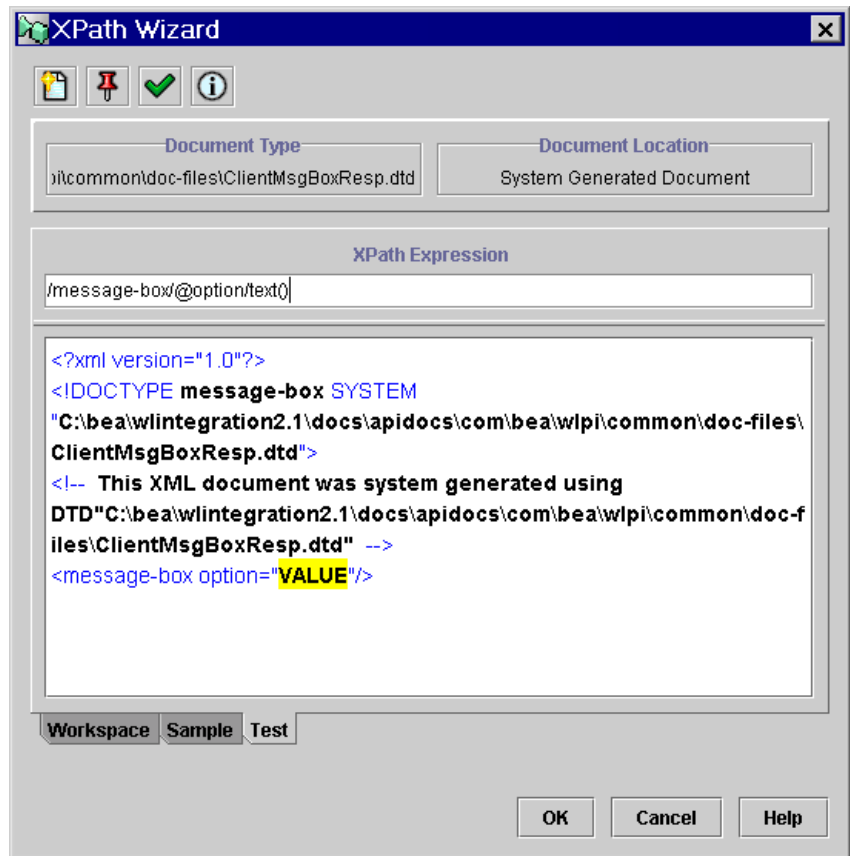 XPath Wizard
Document Type
Document Location
oi\common\doc-files\ClientMsgBoxResp.dtd
System Generated Document
XPath Expression
/message-box/@option/text()
<?xml version="1.0"?>
<!DOCTYPE message-box SYSTEM
"C:\bea\wlintegration2.1\docs\apidocs\com\bea\wlpi\common\doc-files\
ClientMsgBoxResp.dtd">
<!-- This XML document was system generated using
DTD"C:\bea\wlintegration2.1\docs\apidocs\com\bea\wlpi\common\doc-f
iles\ClientMsgBoxResp.dtd" -->
<message-box option="VALUE"/>
Workspace Sample Test
OK Cancel Help